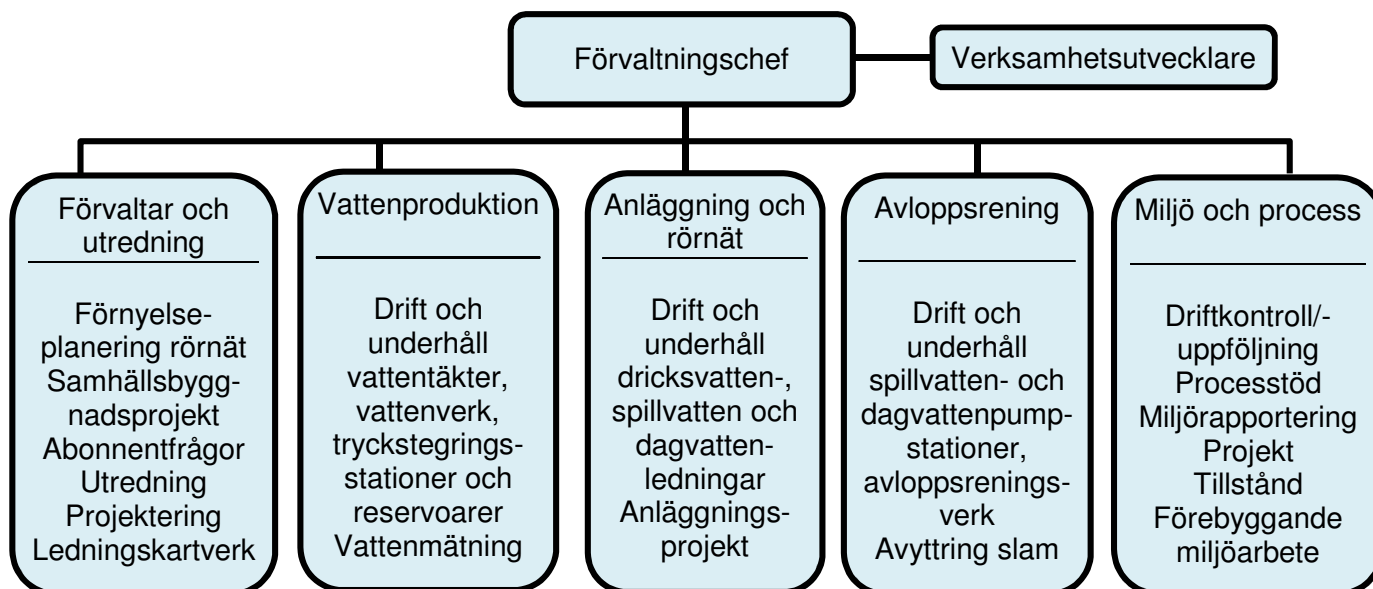 Förvaltningschef
Verksamhetsutvecklare
Förvaltar och
utredning
Förnyelse-
planering rörnät
Samhällsbygg-
nadsprojekt
Abonnentfrågor
Utredning
Projektering
Ledningskartverk
Vattenproduktion
Drift och
underhåll
vattentäkter,
vattenverk,
tryckstegrings-
stationer och
reservoarer
Vattenmätning
Anläggning och
rörnät
Drift och
underhåll
dricksvatten-,
spillvatten och
dagvatten-
ledningar
Anläggnings-
projekt
Avloppsrening
Drift och
underhåll
spillvatten- och
dagvattenpump-
stationer,
avloppsrenings-
verk
Avyttring slam
Miljö och process
Driftkontroll/-
uppföljning
Processtöd
Miljörapportering
Projekt
Tillstånd
Förebyggande
miljöarbete